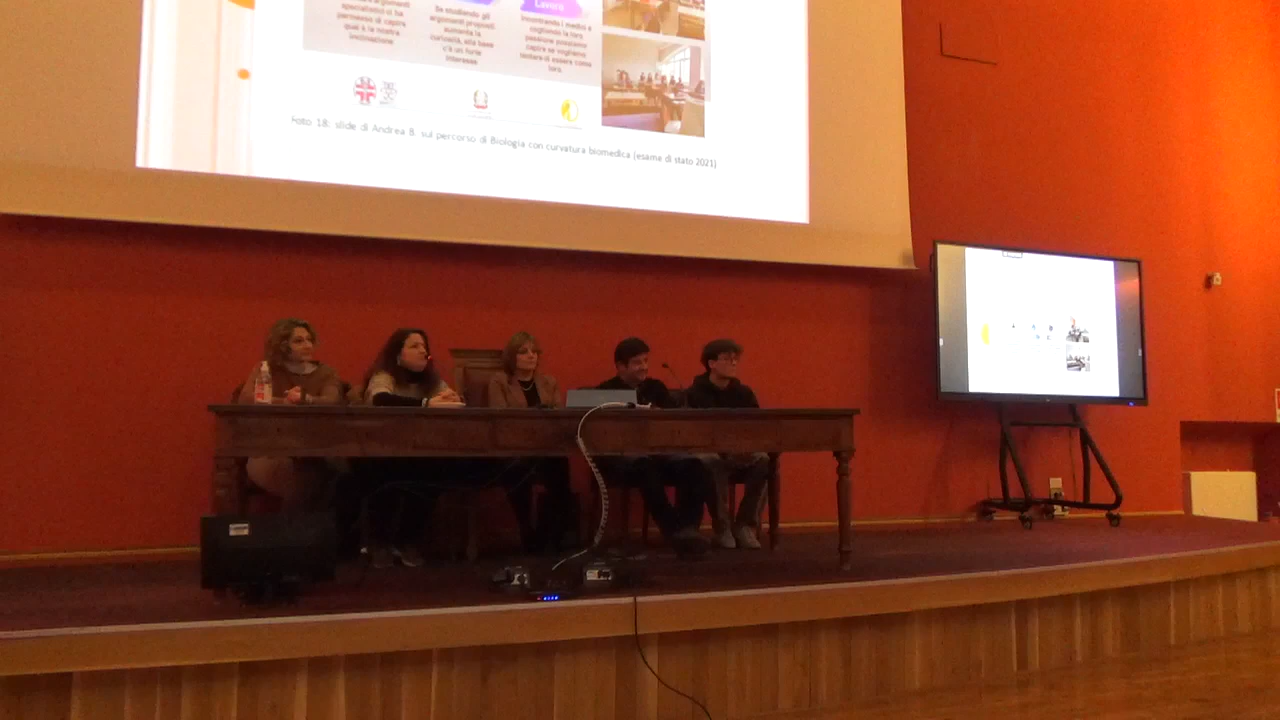 argomenti
specialistici ci ha
permesso di capire
qual è la nostra
inclinazione
Se studiando gli
argomenti proposti
aumenta la
curiosità, alla base
c'è un forte
interesse
Lavoro
Incontrando i medici e
cogliendo la loro
passione possiamo
capire se vogliamo
tentare di essere come
loro.
Foto 18: slide di Andrea B. sul percorso di Biologia con curvatura biomedica (esame di stato 2021)